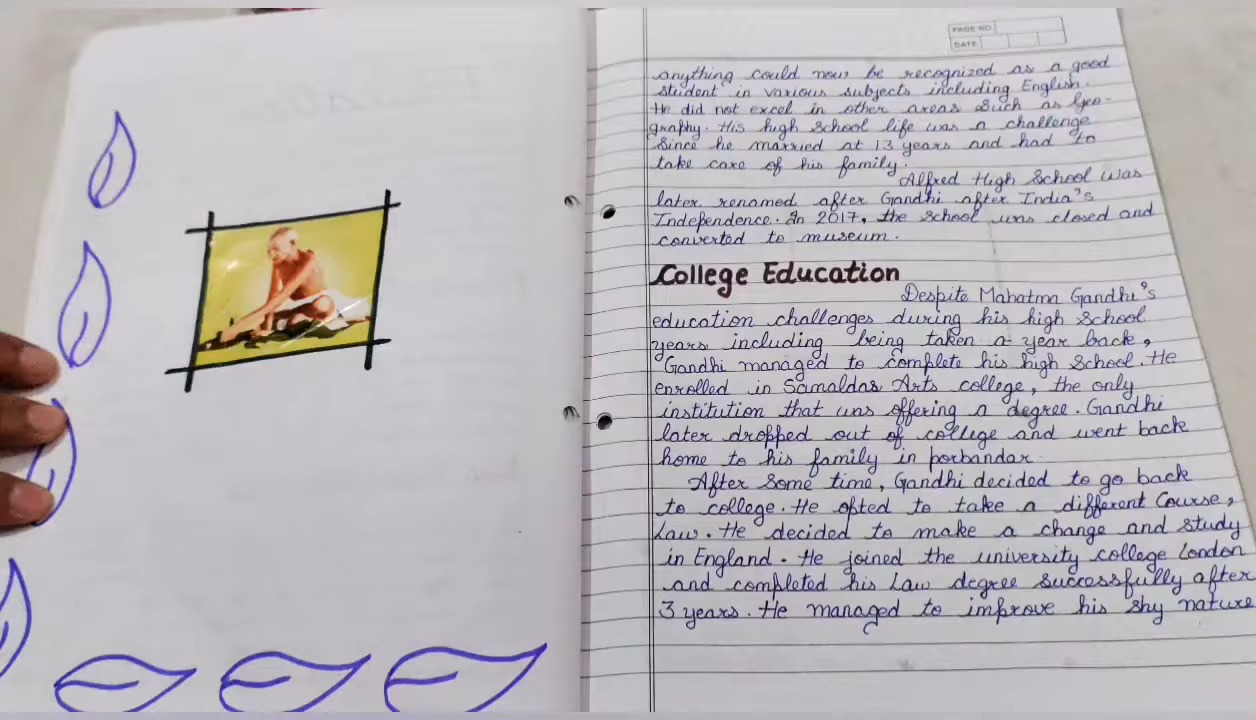 PAGE NO
DATE
anything could now be recognized as a good
student in various subjects including English.
He did not excel in other areas such as Geo-
graphy. His high school life was a challenge
since he married at 13 years and had to
take care of his family.
Alfred High School was
later renamed after Gandhi after India's
Independence. In 2017, the school was closed and
converted to museum.
College Education
Despite Mahatma Gandhi's
education challenges during his high school
years including being taken a year back,
Gandhi managed to complete his high school. He
enrolled in Samaldas Arts college, the only
institution that was offering a degree. Gandhi
later dropped out of college and went back
home to his family in porbandar.
After some time, Gandhi decided to go back
to college. He opted to take a different Course,
Law. He decided to make a change and study
in England. He joined the university college London
and completed his Law degree successfully after
3 years. He managed to improve his shy nature